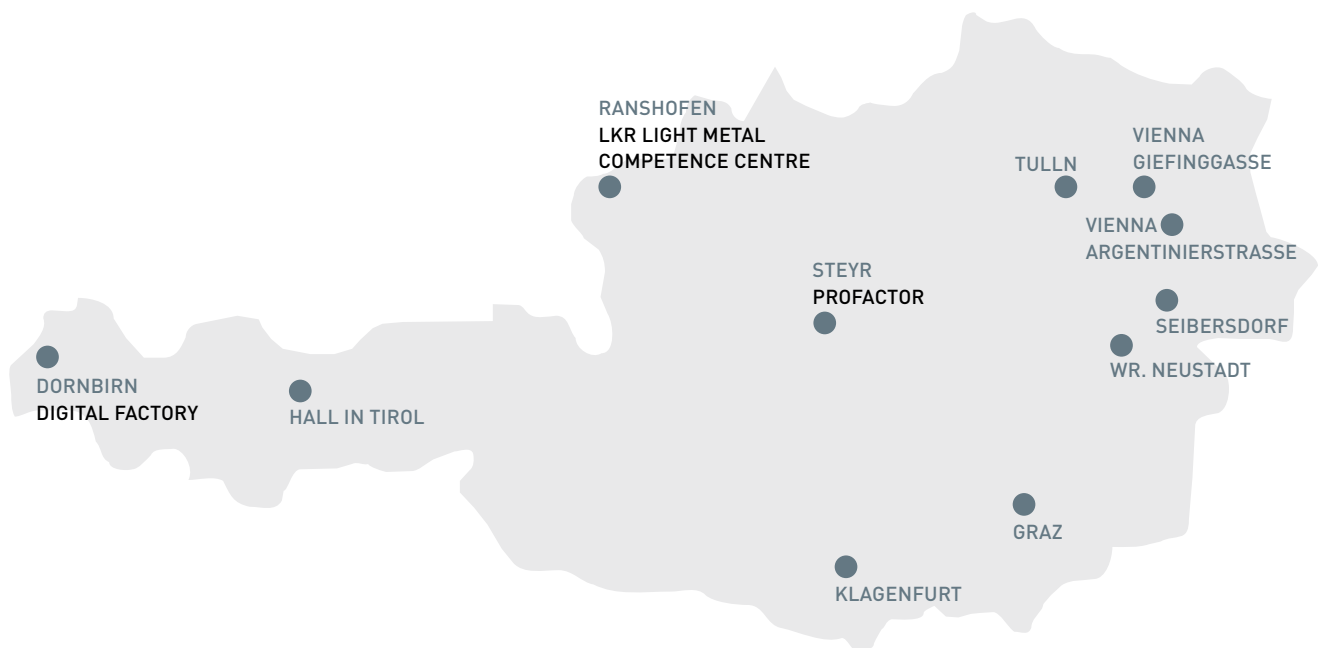 RANSHOFEN
LKR LIGHT METAL
COMPETENCE CENTRE
TULLN
VIENNA
GIEFINGGASSE
VIENNA
ARGENTINIERSTRASSE
STEYR
PROFACTOR
SEIBERSDORF
WR. NEUSTADT
DORNBIRN
DIGITAL FACTORY
HALL IN TIROL
GRAZ
KLAGENFURT